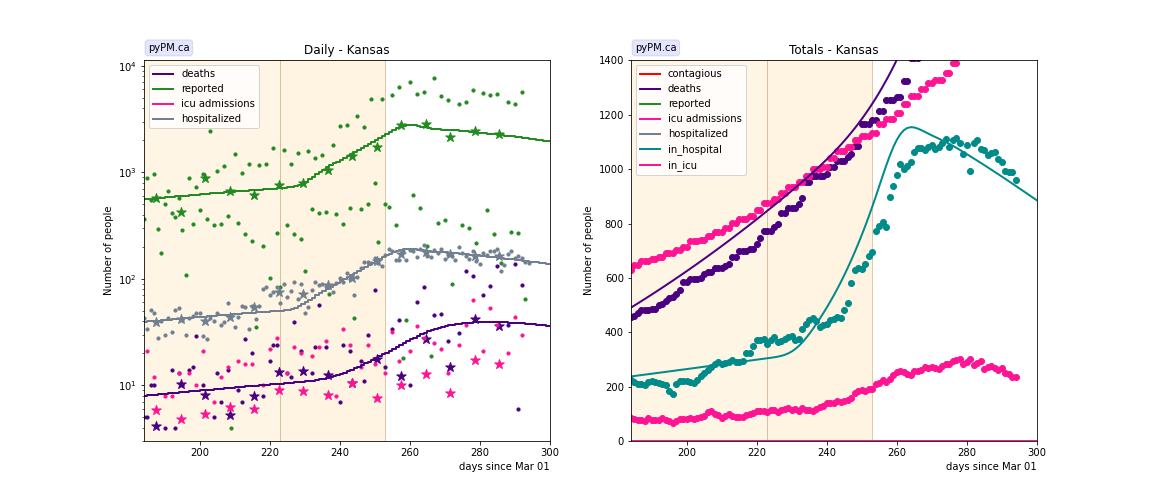 pyPM.ca
Daily - Kansas
deaths
reported
icu admissions
hospitalized
Number of people
10^4
10^3
10^2
10^1
200
220
240
260
280
300
days since Mar 01
pyPM.ca
Totals - Kansas
contagious
deaths
reported
icu admissions
hospitalized
in_hospital
in_icu
Number of people
1400
1200
1000
800
600
400
200
0
200
220
240
260
280
300
days since Mar 01